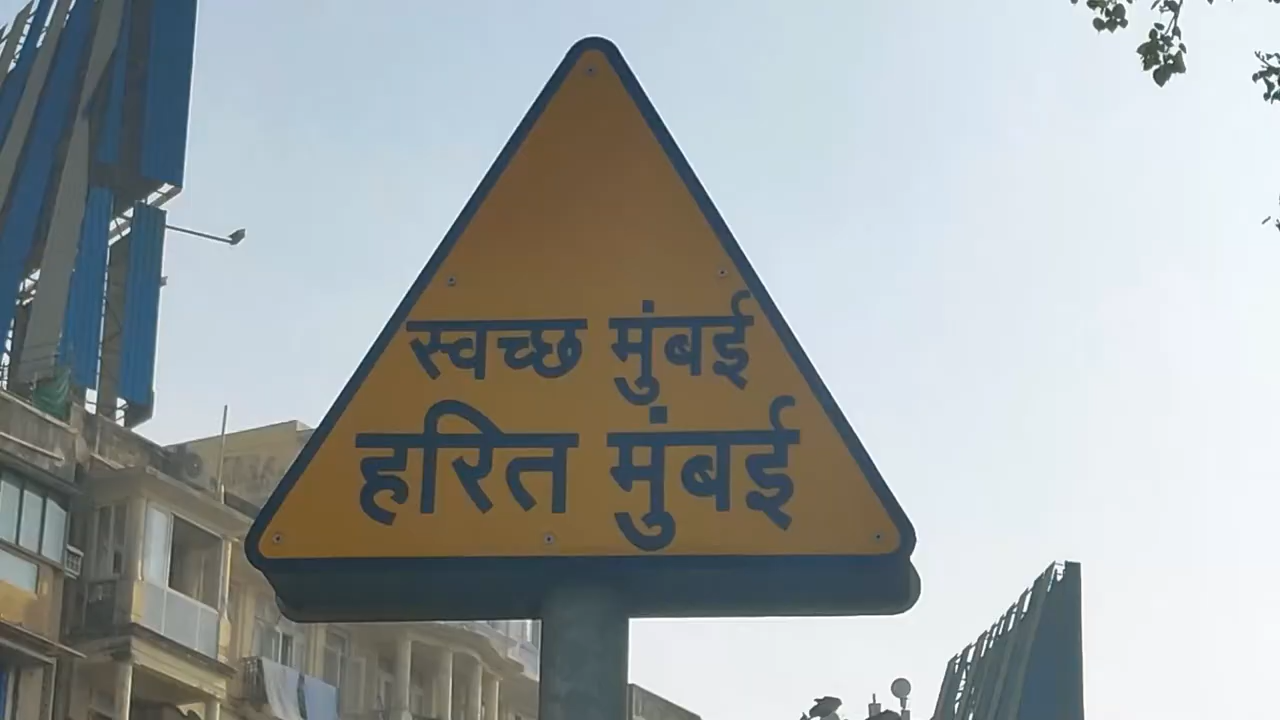 स्वच्छ मुंबई
हरित मुंबई